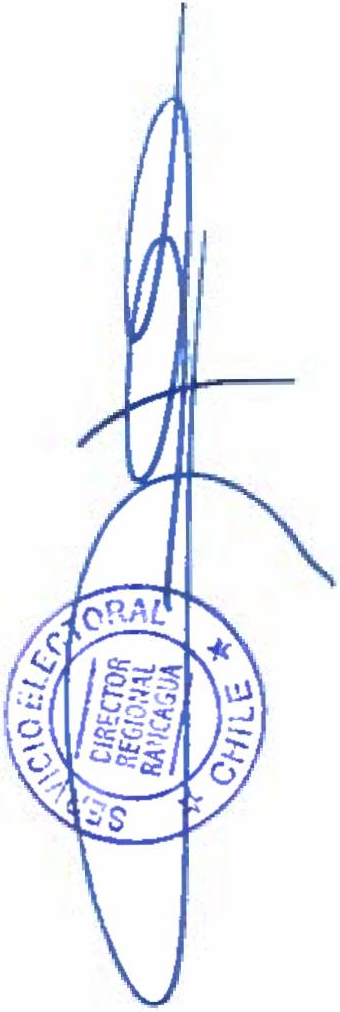 SERVICIO ELECTORAL
★ CHILE ★
DIRECTOR
REGIONAL
RANCAGUA